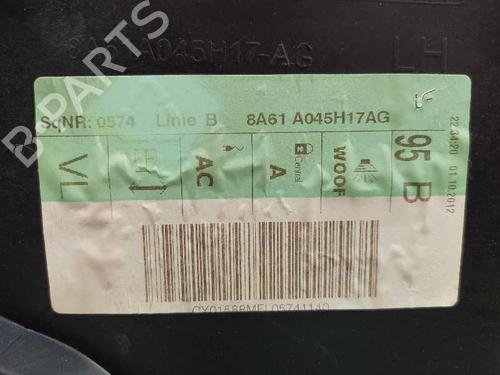 8A61 A045H17-AG LH
SqNR: 0574 Linie B 8A61 A045H17AG
VL
AC
A
Central
WOOF
95 B
22:34:20 01.10.2012
B-PARTS